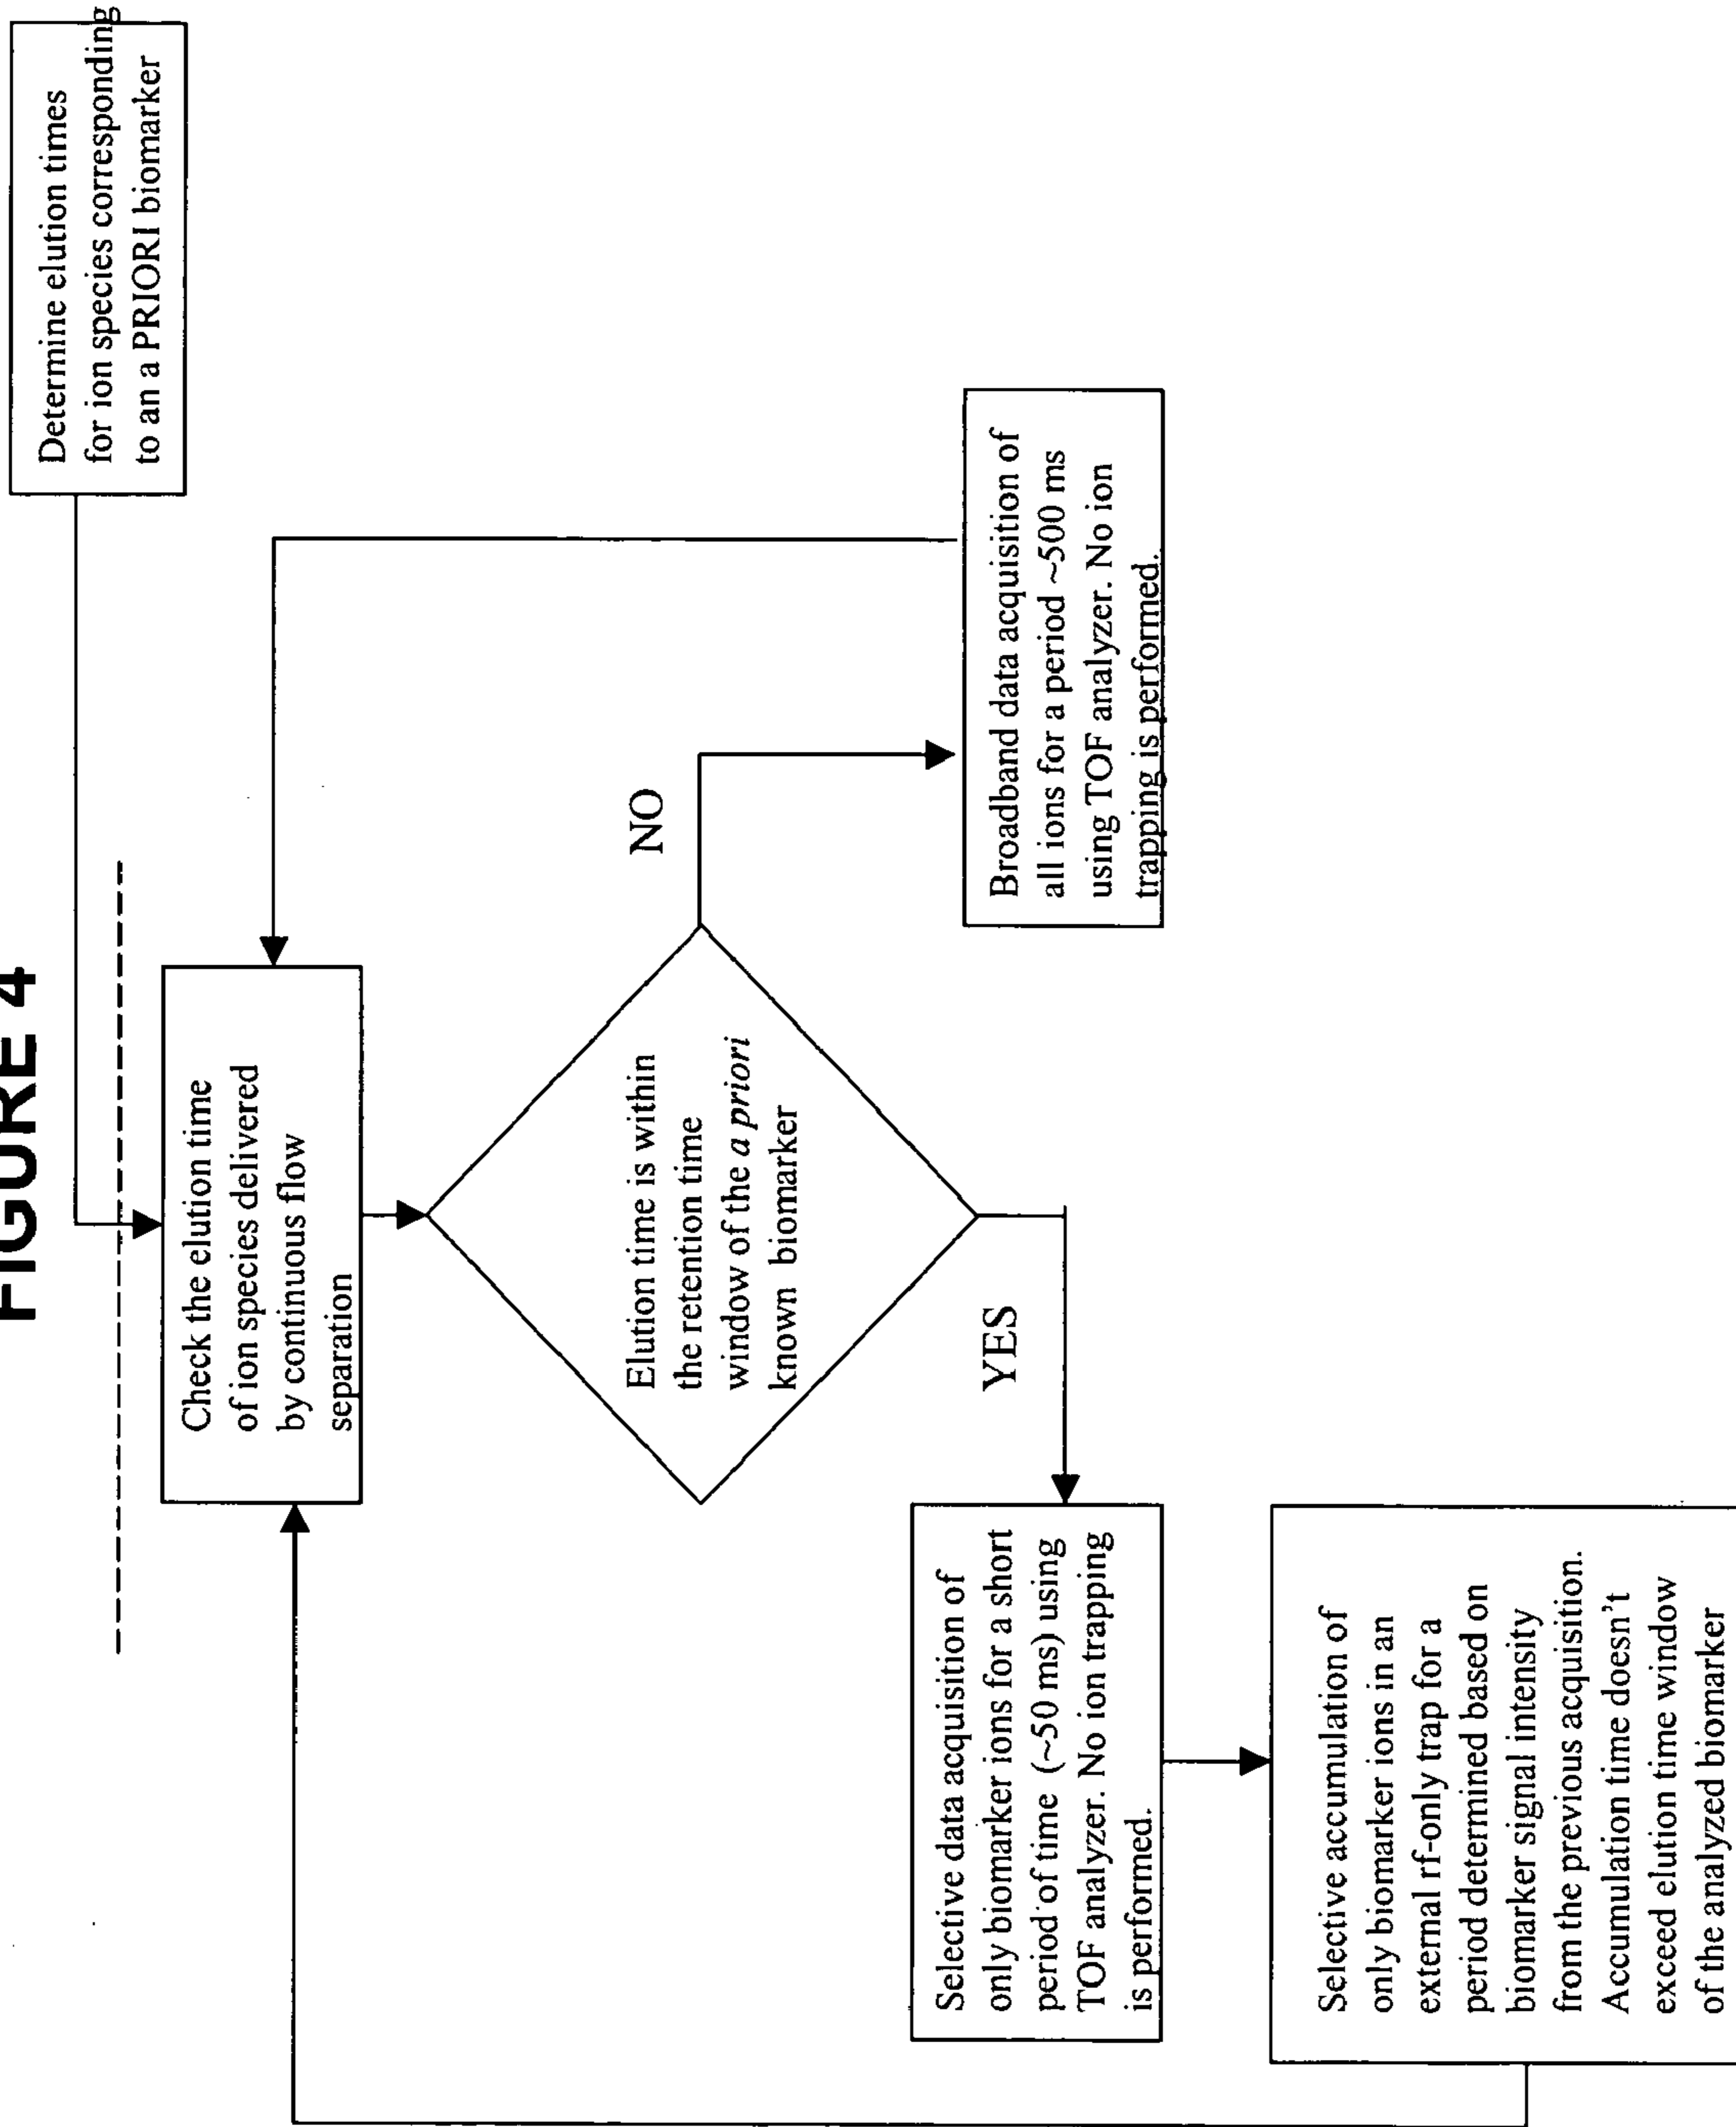 FIGURE 4
Determine elution times
for ion species corresponding
to an a PRIORI biomarker
Check the elution time
of ion species delivered
by continuous flow
separation
Elution time is within
the retention time
window of the a priori
known biomarker
NO
YES
Broadband data acquisition of
all ions for a period ~500 ms
using TOF analyzer. No ion
trapping is performed.
Selective data acquisition of
only biomarker ions for a short
period of time (~50 ms) using
TOF analyzer. No ion trapping
is performed.
Selective accumulation of
only biomarker ions in an
external rf-only trap for a
period determined based on
biomarker signal intensity
from the previous acquisition.
Accumulation time doesn't
exceed elution time window
of the analyzed biomarker